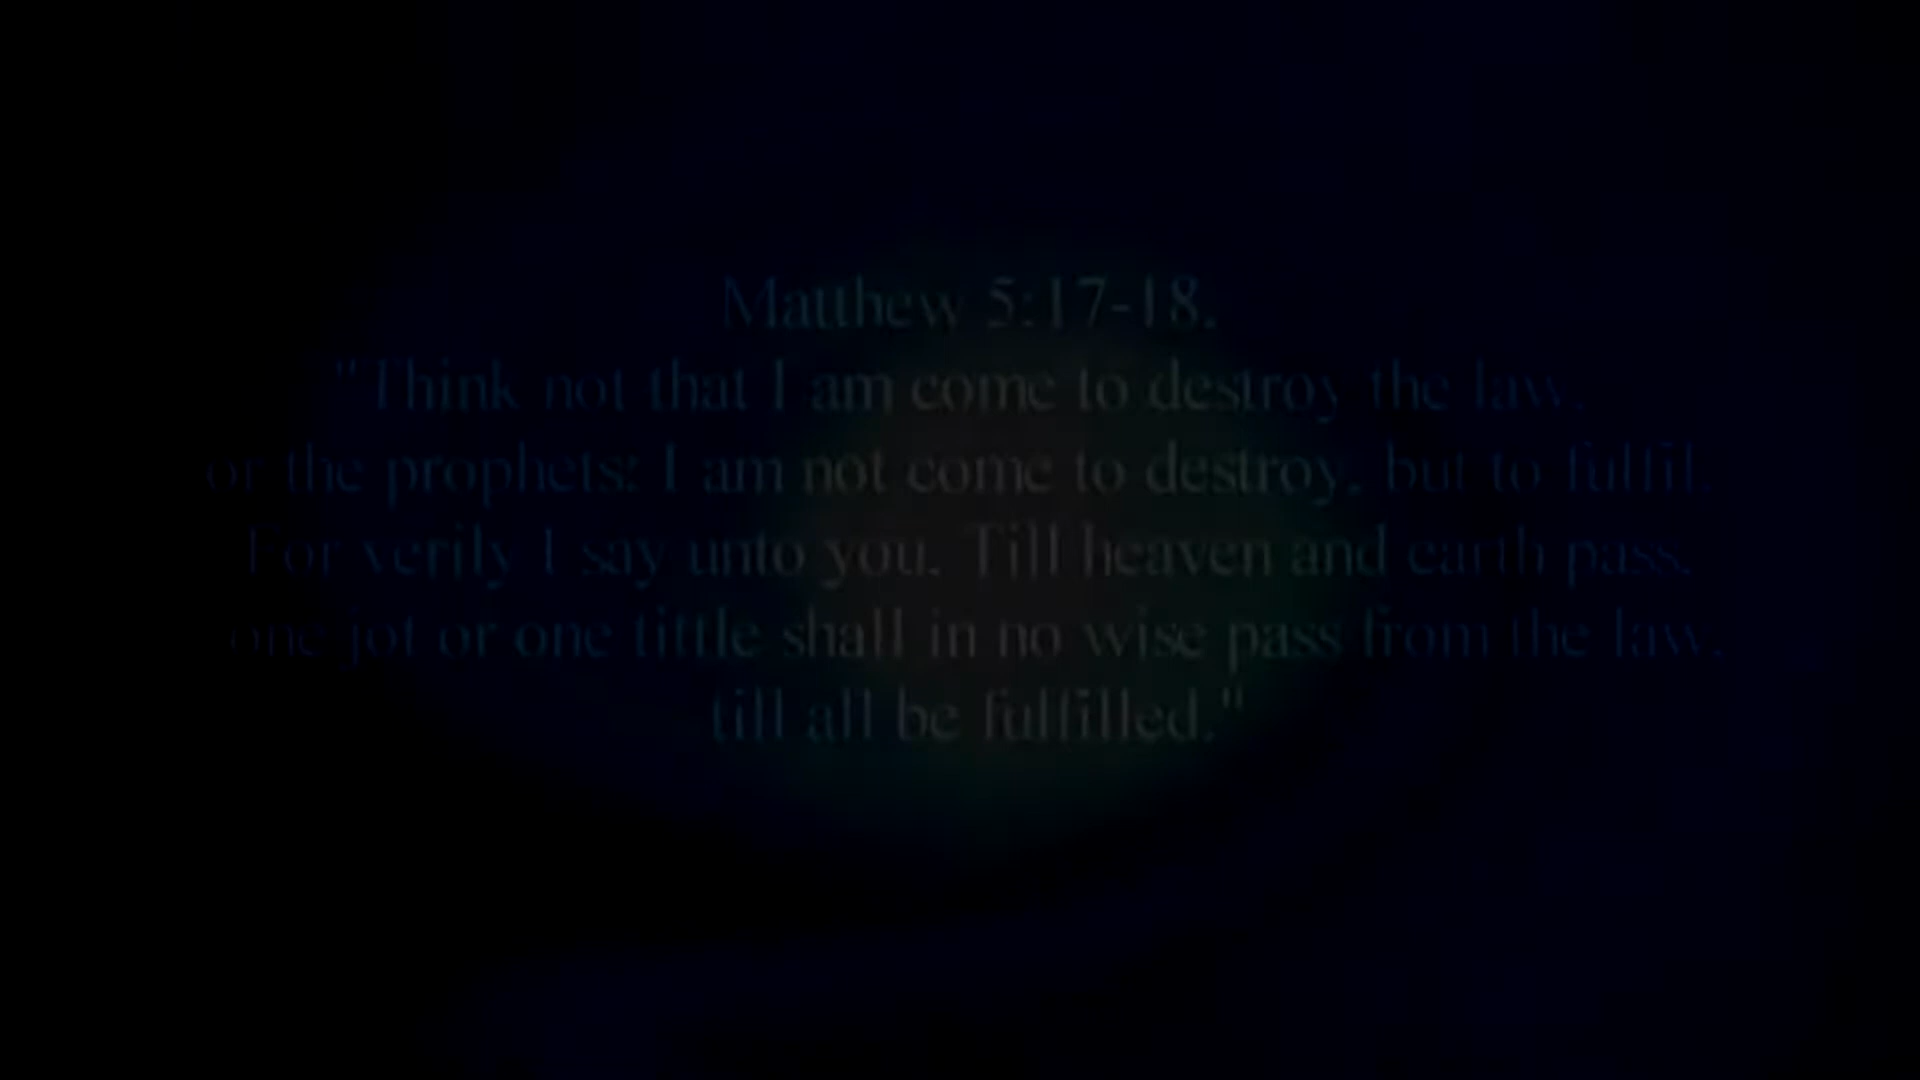 Matthew 5:17-18.
"Think not that I am come to destroy the law,
or the prophets: I am not come to destroy, but to fulfil.
For verily I say unto you, Till heaven and earth pass,
one jot or one tittle shall in no wise pass from the law,
till all be fulfilled."